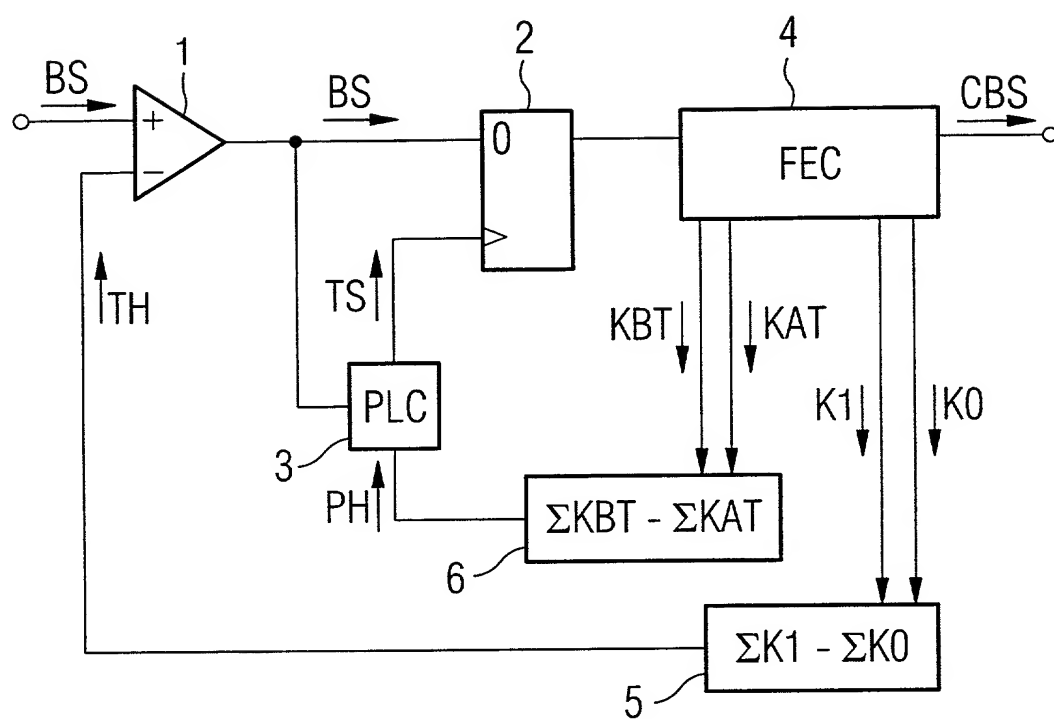 1
2
4
BS
BS
CBS
+
−
0
FEC
TH
TS
KBT
KAT
PLC
K1
K0
3
PH
ΣKBT - ΣKAT
6
ΣK1 - ΣK0
5